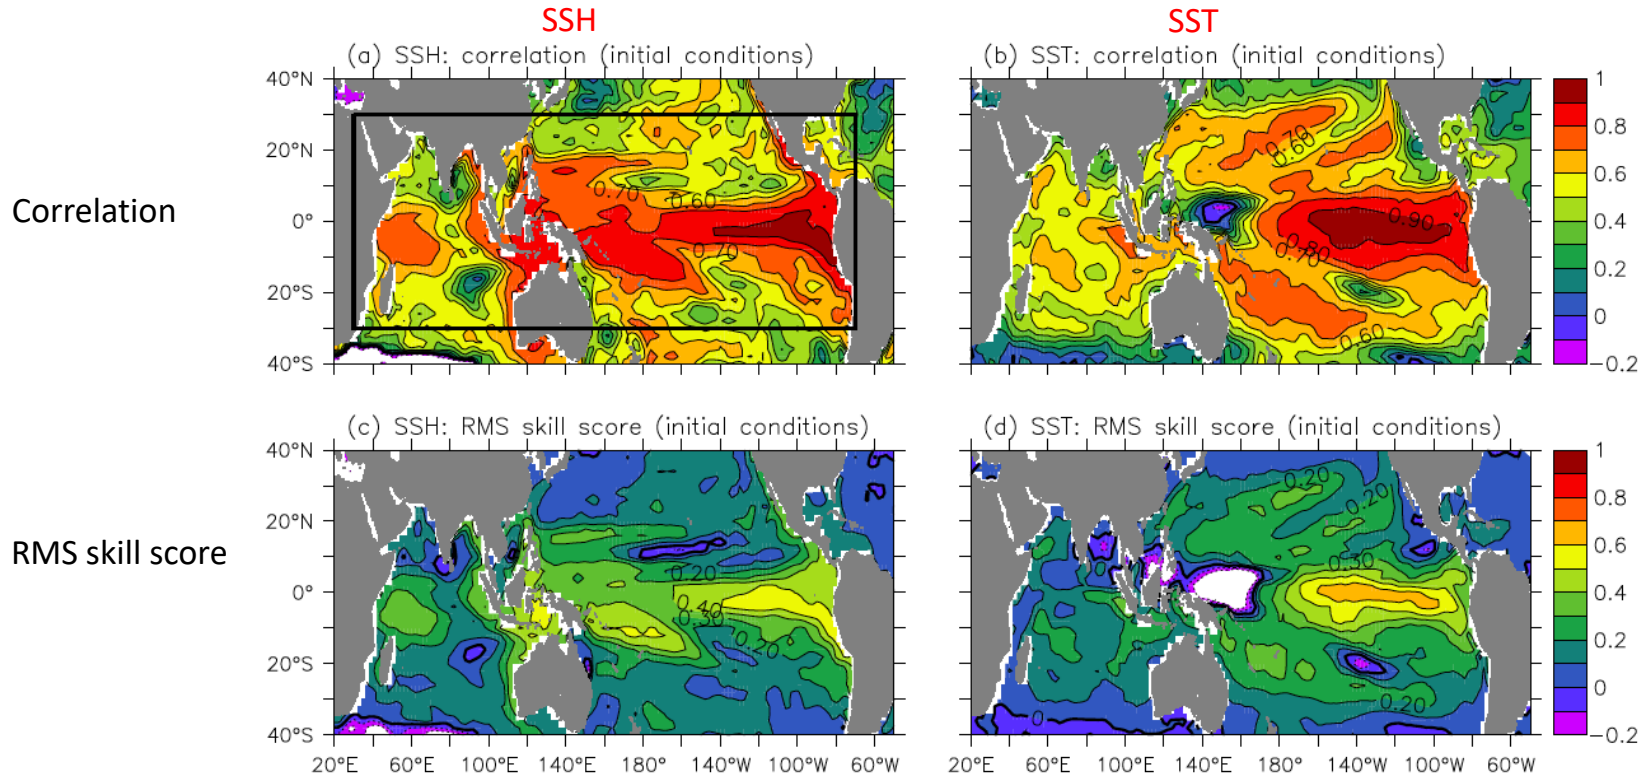 SSH
SST
(a) SSH: correlation (initial conditions)
(b) SST: correlation (initial conditions)
Correlation
40°N
20°N
0°
20°S
40°S
0.70
0.60
0.70
0.70
0.60
0.90
0.80
0.70
0.60
1
0.8
0.6
0.4
0.2
0
−0.2
(c) SSH: RMS skill score (initial conditions)
(d) SST: RMS skill score (initial conditions)
RMS skill score
40°N
20°N
0°
20°S
40°S
0.20
0.40
0.30
0.20
0.20
0.20
0.30
0.20
0
1
0.8
0.6
0.4
0.2
0
−0.2
20°E 60°E 100°E 140°E 180° 140°W 100°W 60°W
20°E 60°E 100°E 140°E 180° 140°W 100°W 60°W